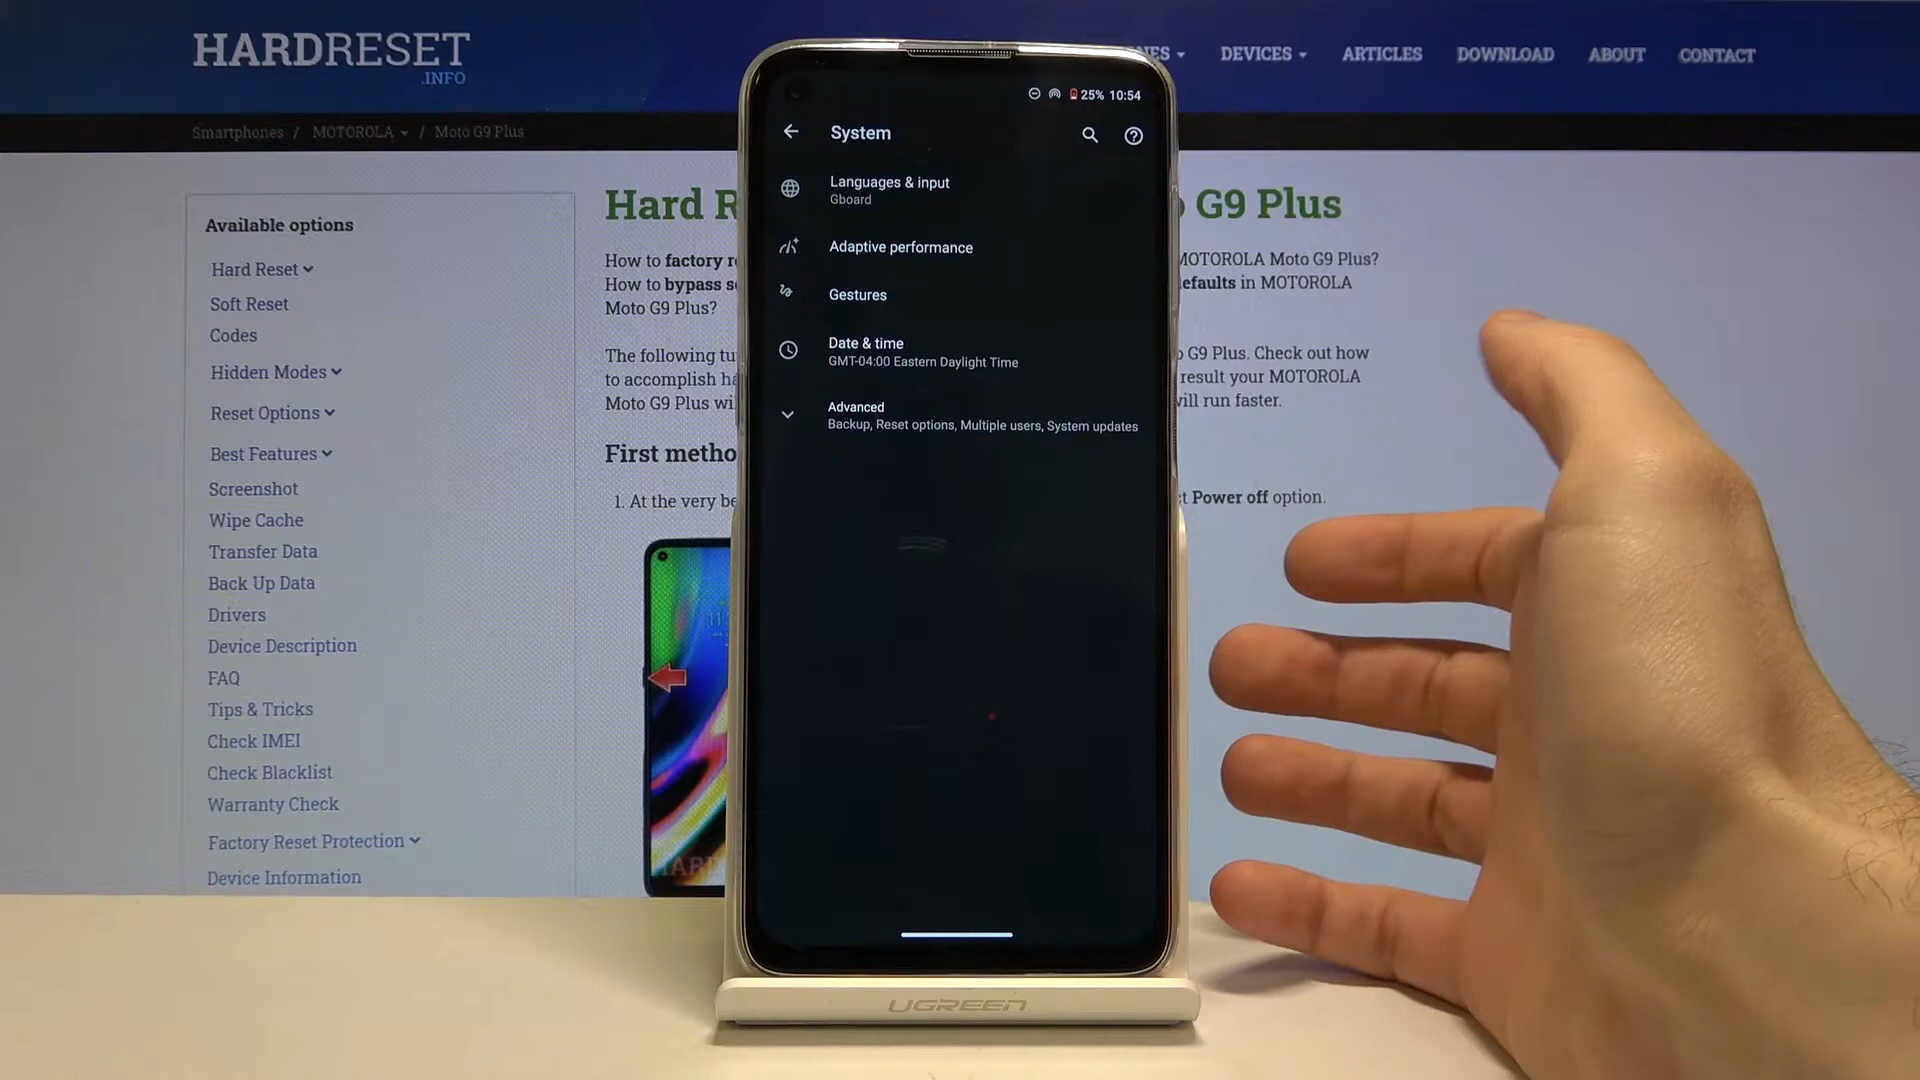 HARDRESET
.INFO
NES
DEVICES
ARTICLES
DOWNLOAD
ABOUT
CONTACT
Smartphones / MOTOROLA / Moto G9 Plus
Available options
Hard Reset
Soft Reset
Codes
Hidden Modes
Reset Options
Best Features
Screenshot
Wipe Cache
Transfer Data
Back Up Data
Drivers
Device Description
FAQ
Tips & Tricks
Check IMEI
Check Blacklist
Warranty Check
Factory Reset Protection
Device Information
Hard R
How to factory r
How to bypass s
Moto G9 Plus?
The following tu
to accomplish ha
Moto G9 Plus wi
First metho
1. At the very be
25% 10:54
System
Languages & input
Gboard
Adaptive performance
Gestures
Date & time
GMT-04:00 Eastern Daylight Time
Advanced
Backup, Reset options, Multiple users, System updates
G9 Plus
MOTOROLA Moto G9 Plus?
efaults in MOTOROLA
G9 Plus. Check out how
result your MOTOROLA
will run faster.
t Power off option.
UGREEN